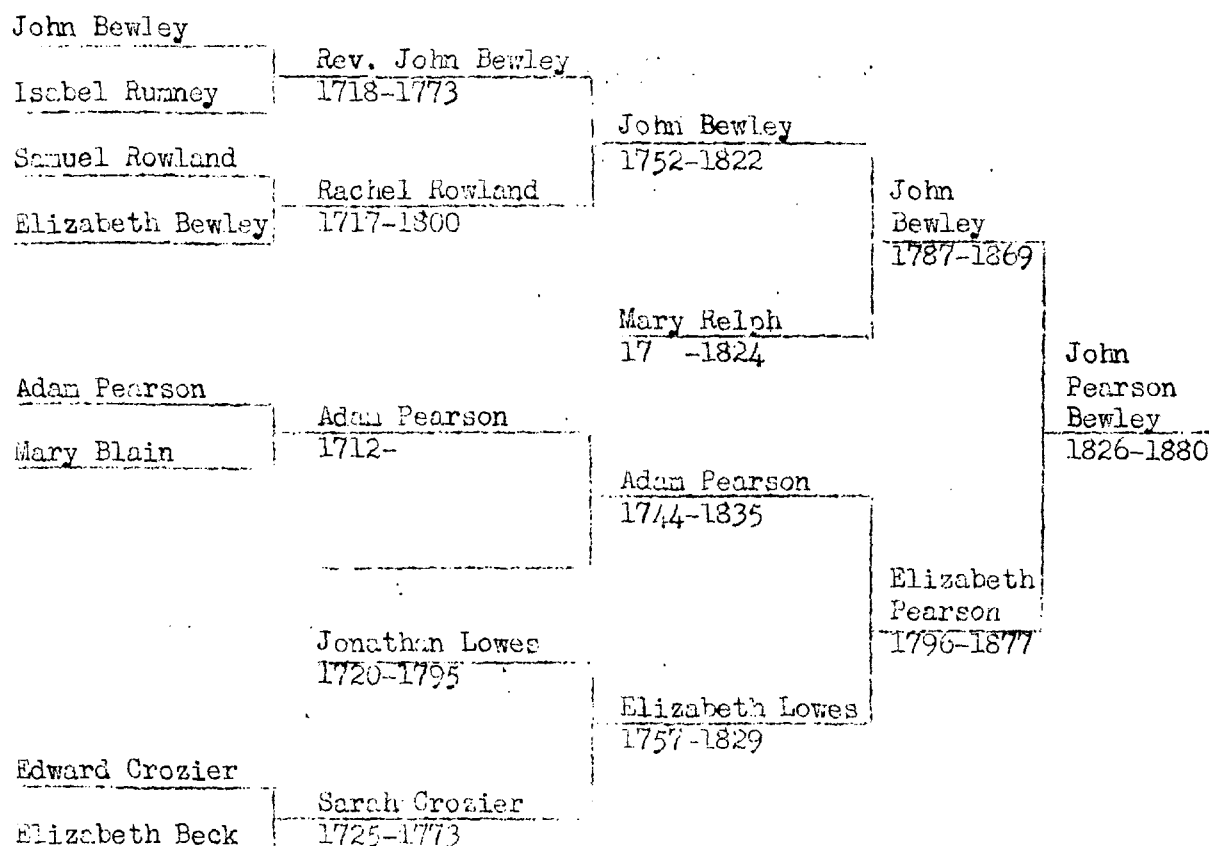 John Bewley
Isabel Rumney
Samuel Rowland
Elizabeth Bewley
Adam Pearson
Mary Blain
Edward Crozier
Elizabeth Beck
Rev. John Bewley
1718-1773
Rachel Rowland
1717-1800
Adam Pearson
1712-
Jonathan Lowes
1720-1795
Sarah Crozier
1725-1773
John Bewley
1752-1822
Mary Relph
17 -1824
Adam Pearson
1744-1835
Elizabeth Lowes
1757-1829
John
Bewley
1787-1869
Elizabeth
Pearson
1796-1877
John
Pearson
Bewley
1826-1880